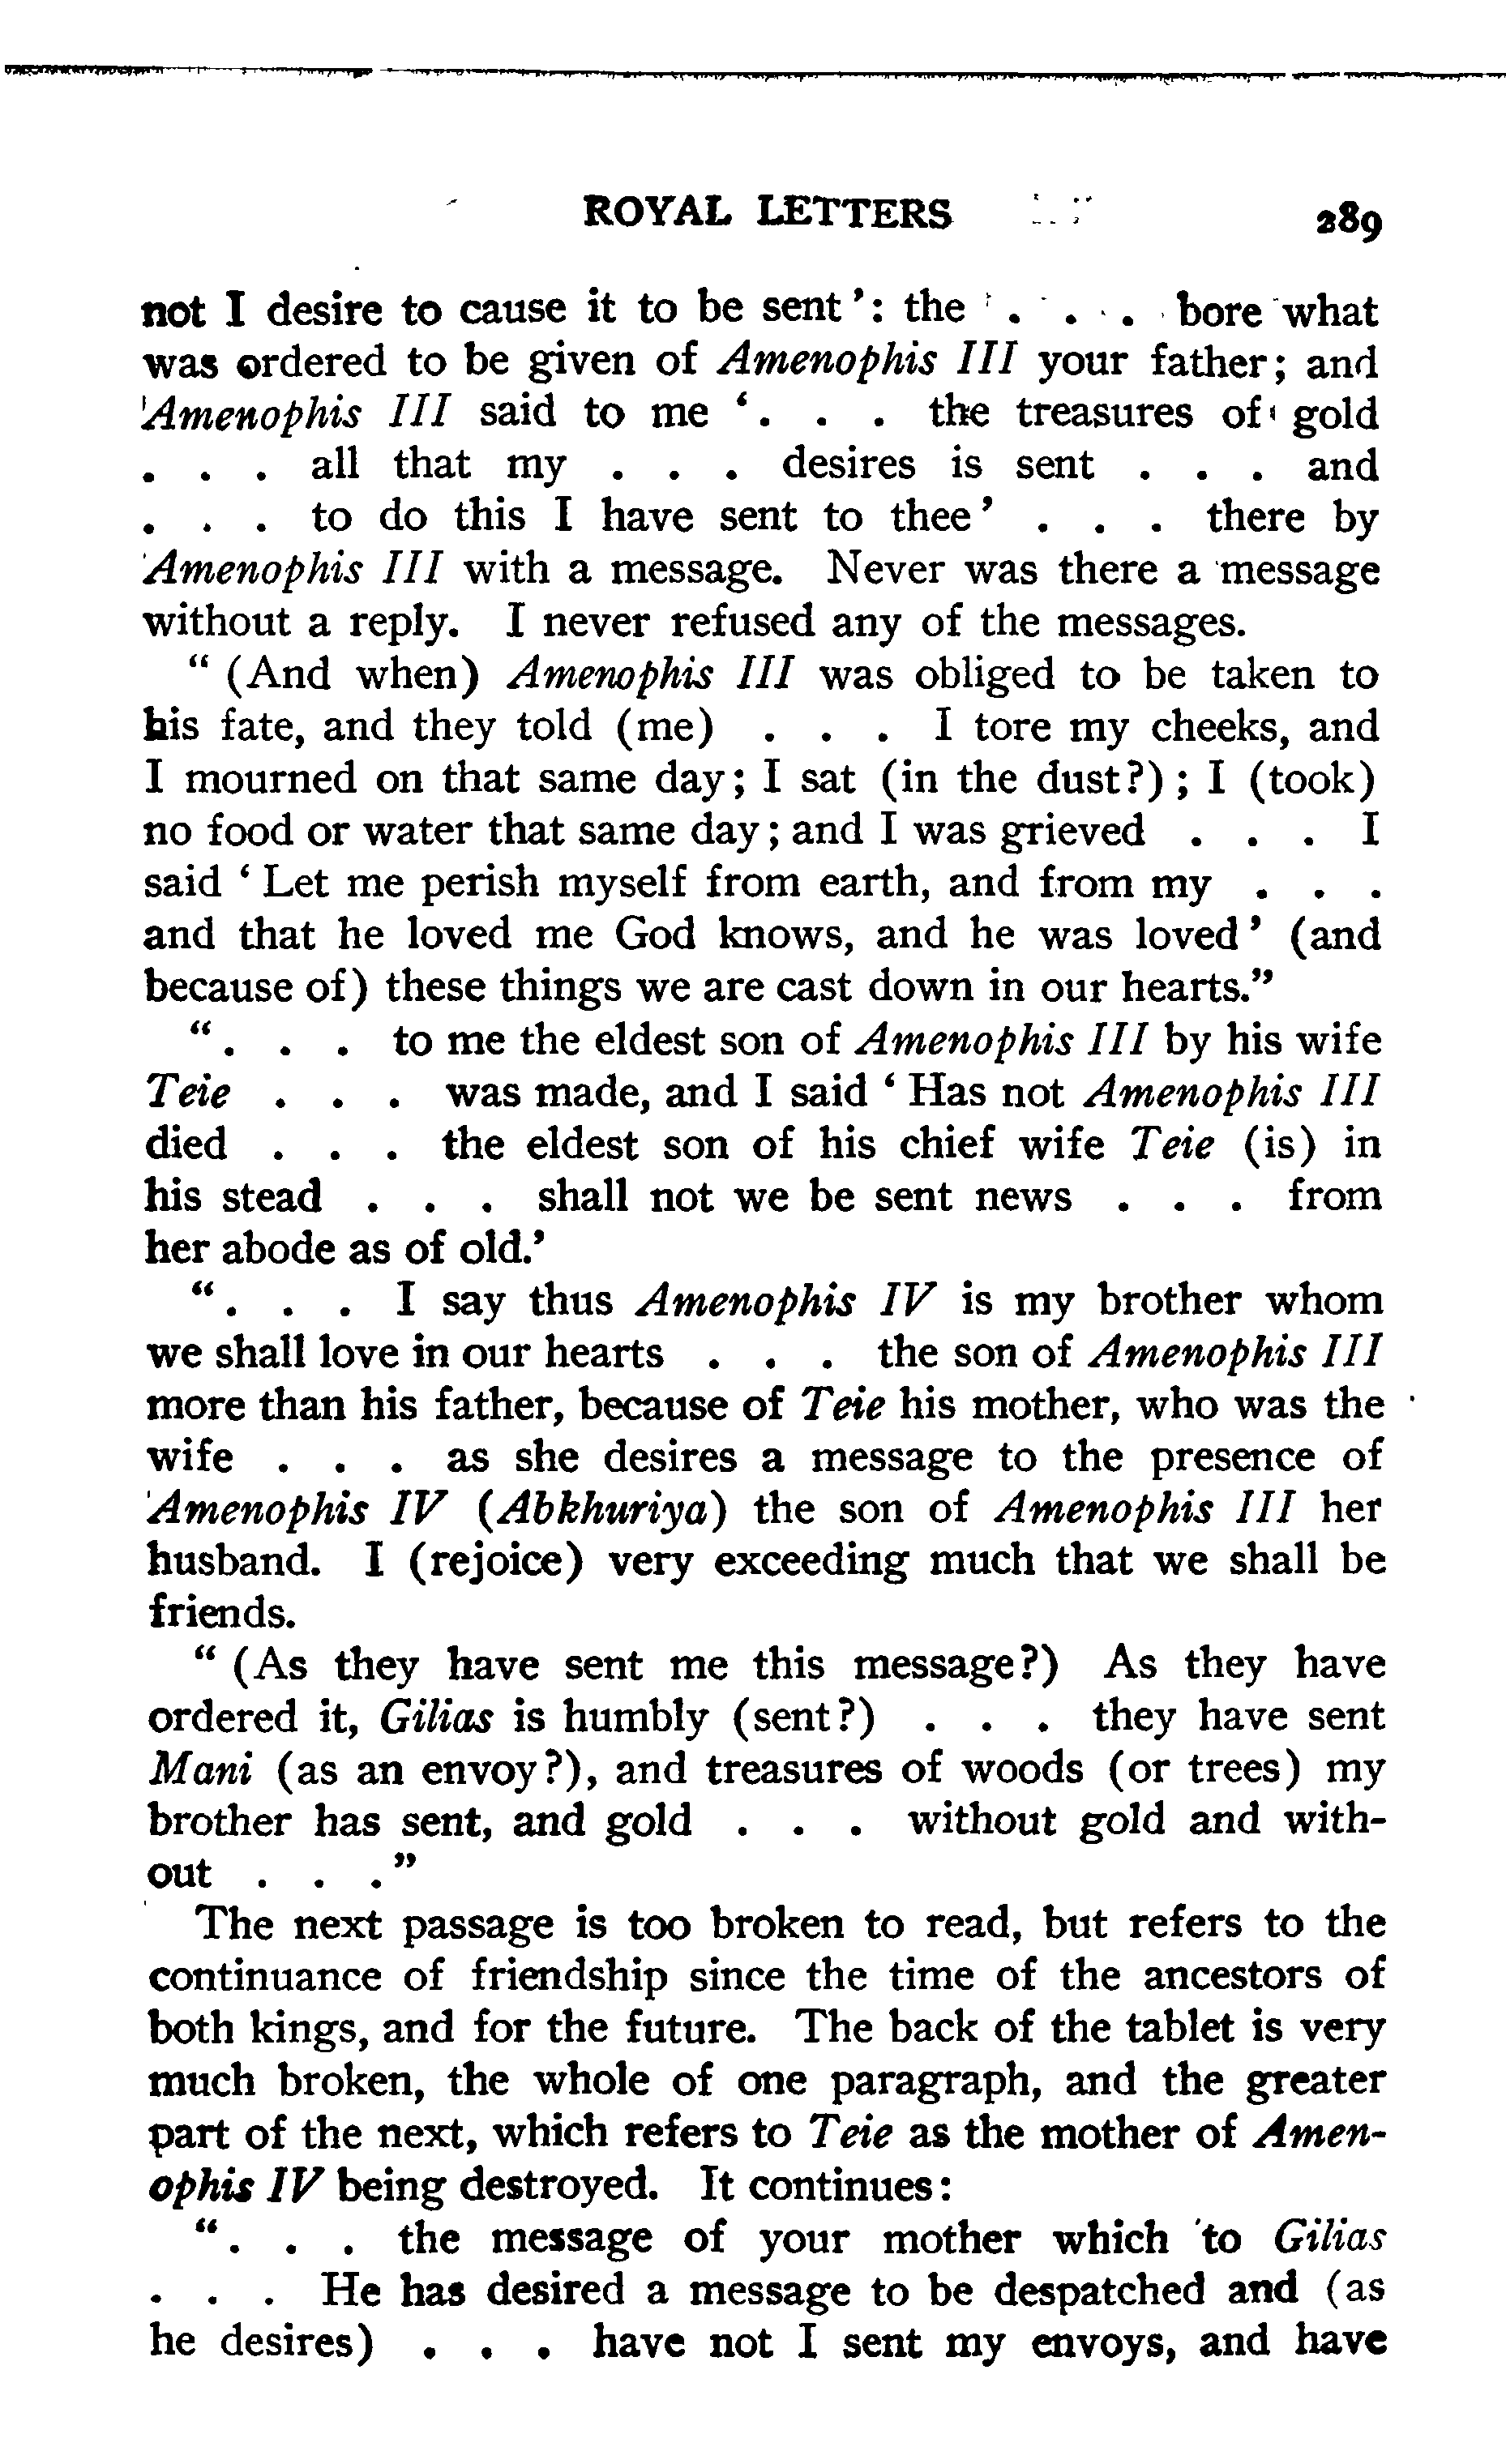 ROYAL LETTERS 289
not I desire to cause it to be sent': the . . . bore what
was ordered to be given of Amenophis III your father; and
Amenophis III said to me '. . . the treasures of gold
. . . all that my . . . desires is sent . . . and
. . . to do this I have sent to thee' . . . there by
Amenophis III with a message. Never was there a message
without a reply. I never refused any of the messages.
" (And when) Amenophis III was obliged to be taken to
his fate, and they told (me) . . . I tore my cheeks, and
I mourned on that same day; I sat (in the dust?); I (took)
no food or water that same day; and I was grieved . . . I
said 'Let me perish myself from earth, and from my . . .
and that he loved me God knows, and he was loved' (and
because of) these things we are cast down in our hearts."
". . . to me the eldest son of Amenophis III by his wife
Teie . . . was made, and I said 'Has not Amenophis III
died . . . the eldest son of his chief wife Teie (is) in
his stead . . . shall not we be sent news . . . from
her abode as of old.'
". . . I say thus Amenophis IV is my brother whom
we shall love in our hearts . . . the son of Amenophis III
more than his father, because of Teie his mother, who was the
wife . . . as she desires a message to the presence of
Amenophis IV (Abkhuriya) the son of Amenophis III her
husband. I (rejoice) very exceeding much that we shall be
friends.
" (As they have sent me this message?) As they have
ordered it, Gilias is humbly (sent?) . . . they have sent
Mani (as an envoy?), and treasures of woods (or trees) my
brother has sent, and gold . . . without gold and with-
out . . ."
The next passage is too broken to read, but refers to the
continuance of friendship since the time of the ancestors of
both kings, and for the future. The back of the tablet is very
much broken, the whole of one paragraph, and the greater
part of the next, which refers to Teie as the mother of Amen-
ophis IV being destroyed. It continues:
". . . the message of your mother which to Gilias
. . . He has desired a message to be despatched and (as
he desires) . . . have not I sent my envoys, and have